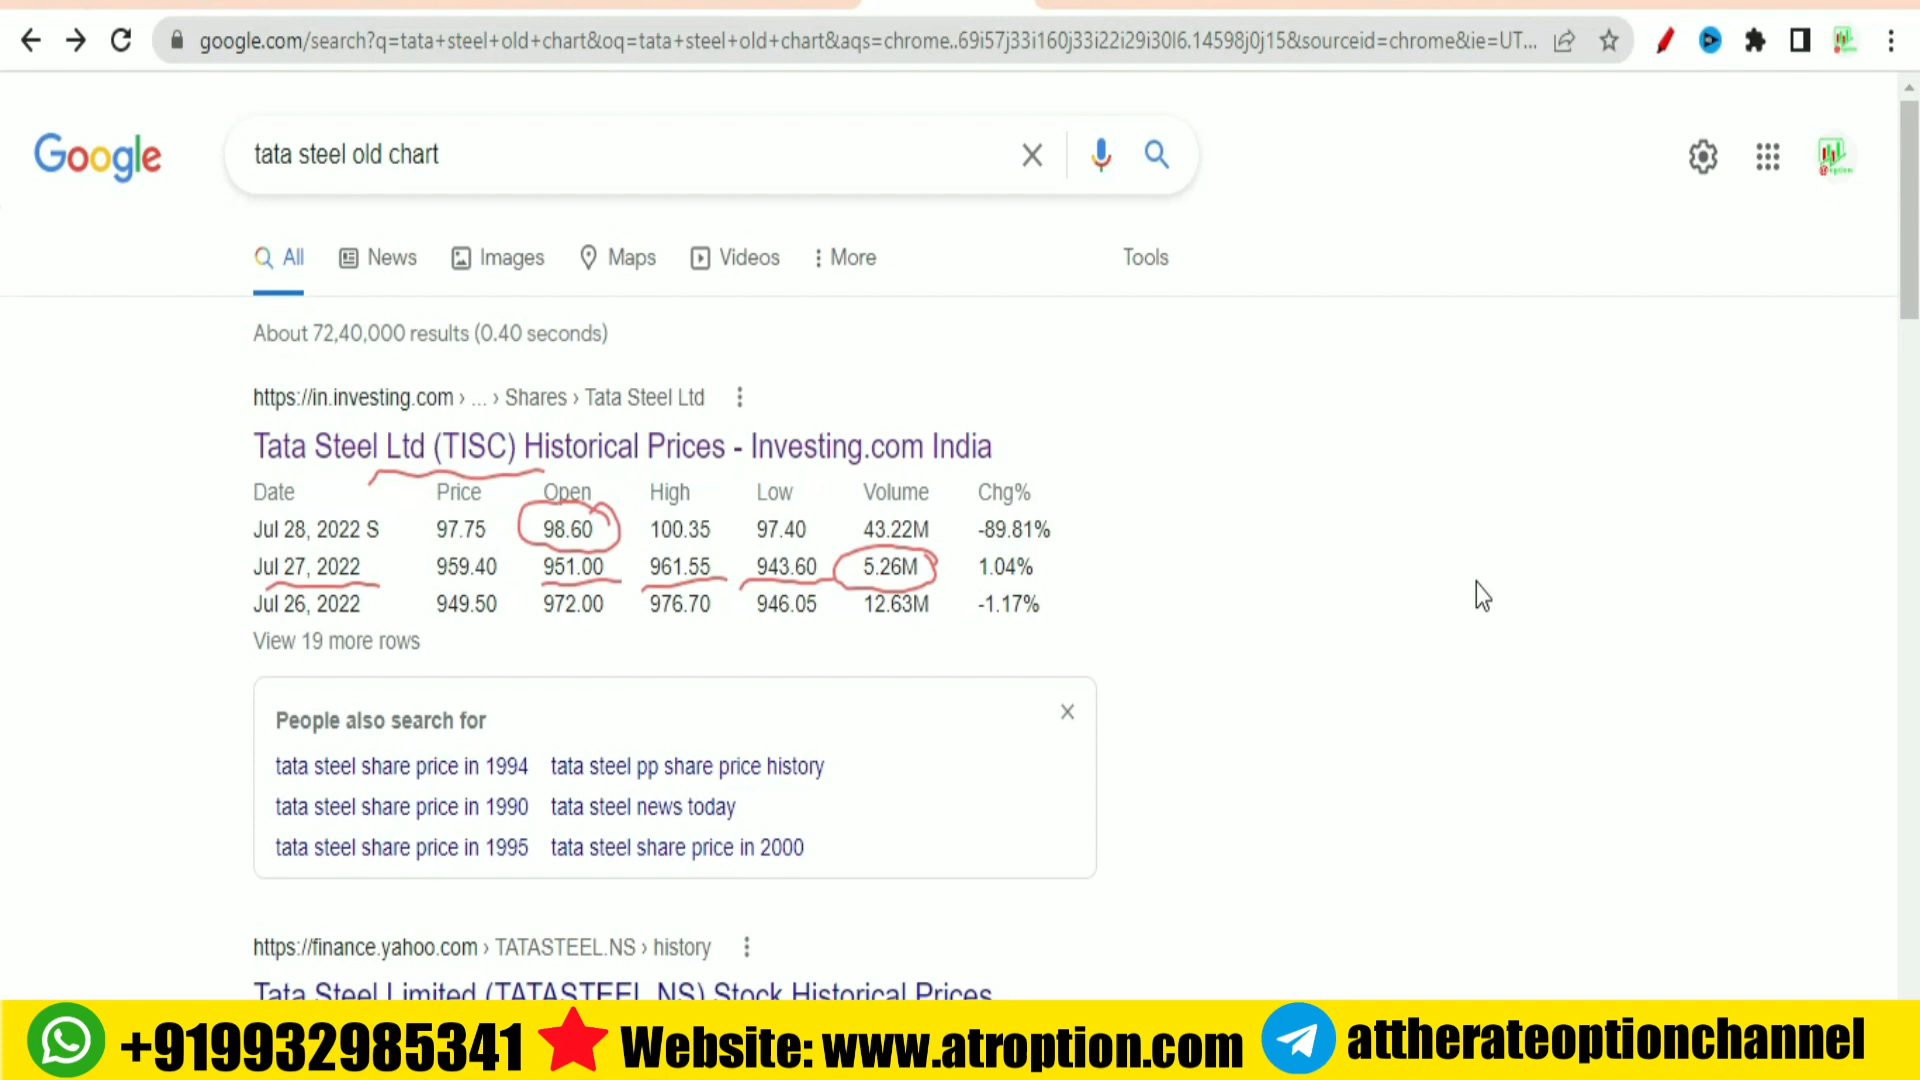 google.com/search?q=tata+steel+old+chart&oq=tata+steel+old+chart&aqs=chrome..69i57j33i160j33i22i29i30l6.14598j0j15&sourceid=chrome&ie=UT...
Google
tata steel old chart
All News Images Maps Videos More Tools
About 72,40,000 results (0.40 seconds)
https://in.investing.com › ... › Shares › Tata Steel Ltd
Tata Steel Ltd (TISC) Historical Prices - Investing.com India
Date Price Open High Low Volume Chg%
Jul 28, 2022 S 97.75 98.60 100.35 97.40 43.22M -89.81%
Jul 27, 2022 959.40 951.00 961.55 943.60 5.26M 1.04%
Jul 26, 2022 949.50 972.00 976.70 946.05 12.63M -1.17%
View 19 more rows
People also search for
tata steel share price in 1994 tata steel pp share price history
tata steel share price in 1990 tata steel news today
tata steel share price in 1995 tata steel share price in 2000
https://finance.yahoo.com › TATASTEEL.NS › history
Tata Steel Limited (TATASTEEL.NS) Stock Historical Prices
+919932985341 Website: www.atroption.com attherateoptionchannel